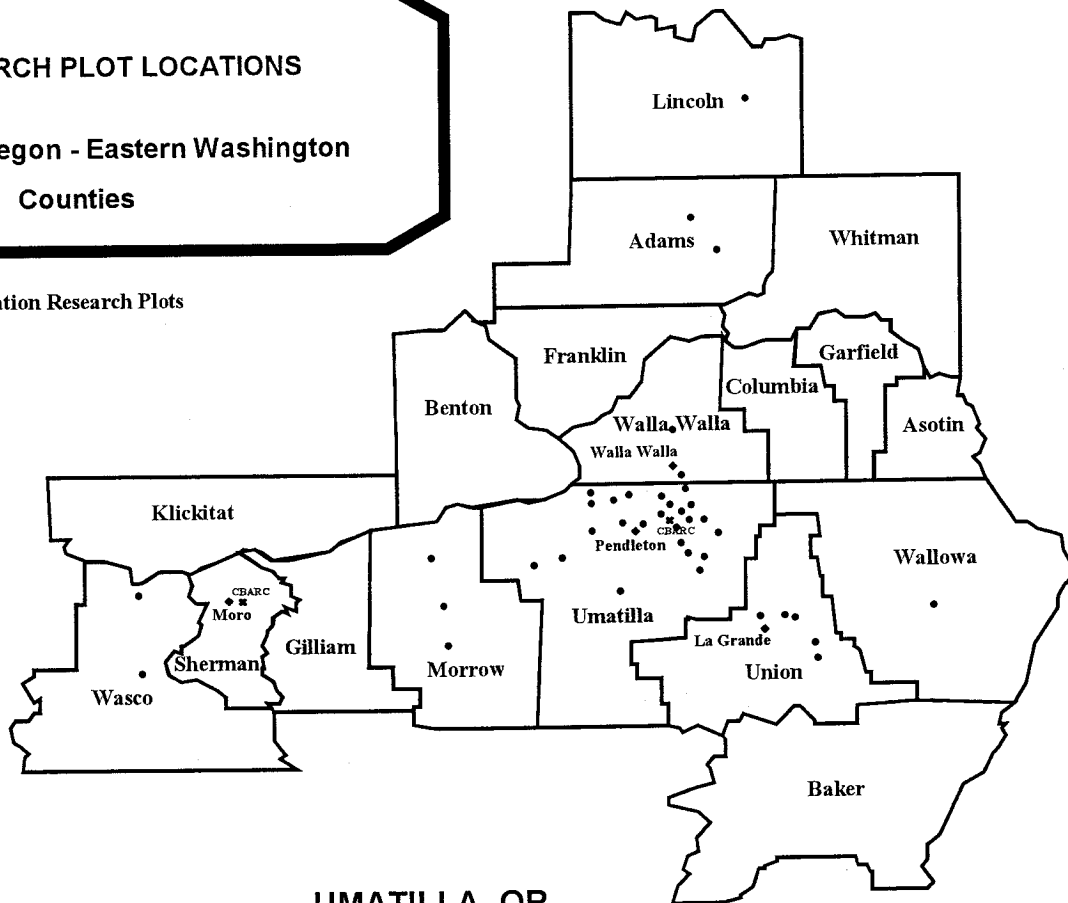 RCH PLOT LOCATIONS
egon - Eastern Washington
Counties
ation Research Plots
Lincoln
Adams
Whitman
Franklin
Garfield
Benton
Columbia
Walla Walla
Asotin
Walla Walla
Klickitat
CBARC
Pendleton
Wallowa
CBARC
Moro
Umatilla
La Grande
Gilliam
Sherman
Morrow
Union
Wasco
Baker
UMATILLA, OR